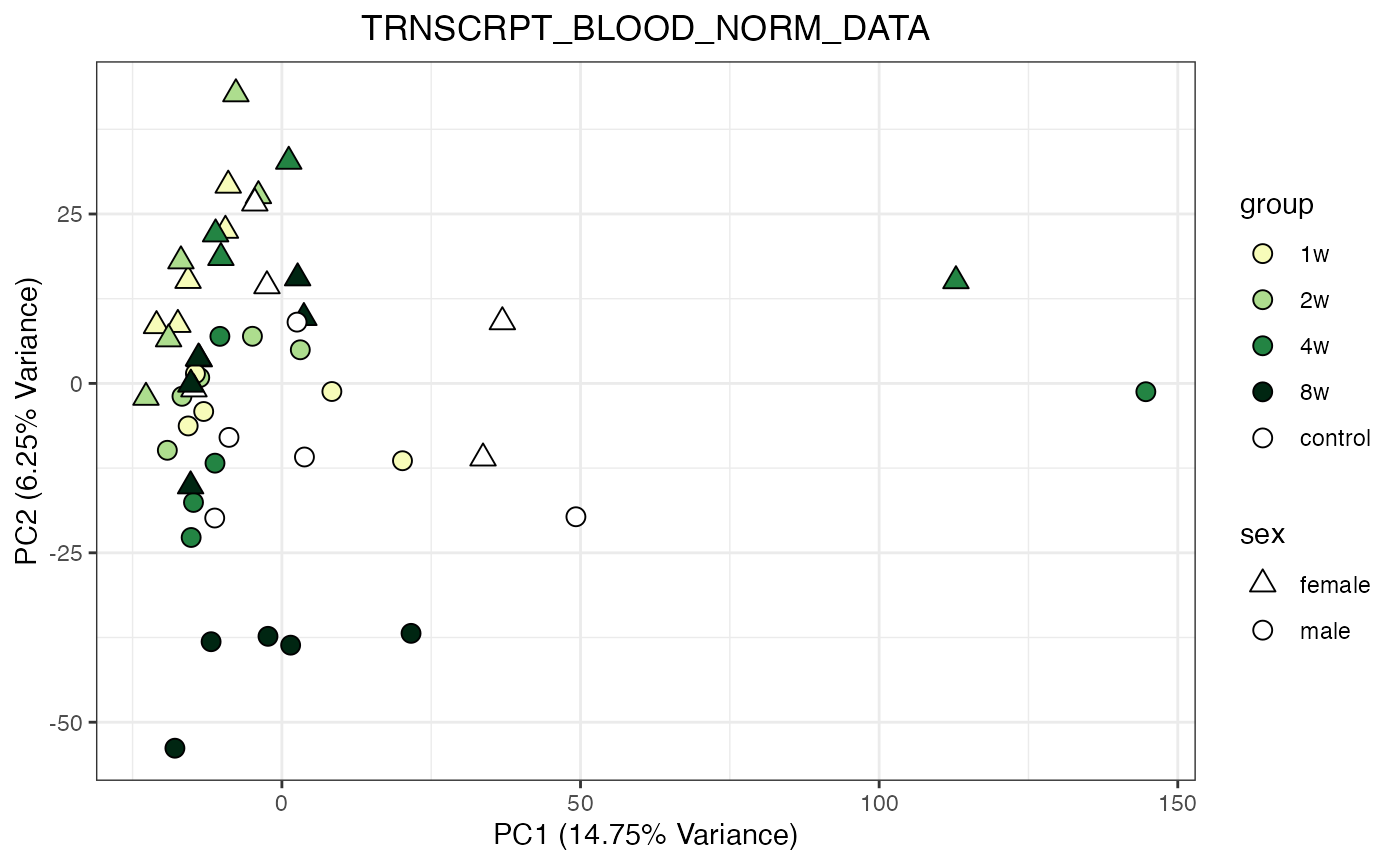 TRNSCRPT_BLOOD_NORM_DATA
PC2 (6.25% Variance)
25
0
-25
-50
0
50
100
150
PC1 (14.75% Variance)
group
1w
2w
4w
8w
control
sex
female
male